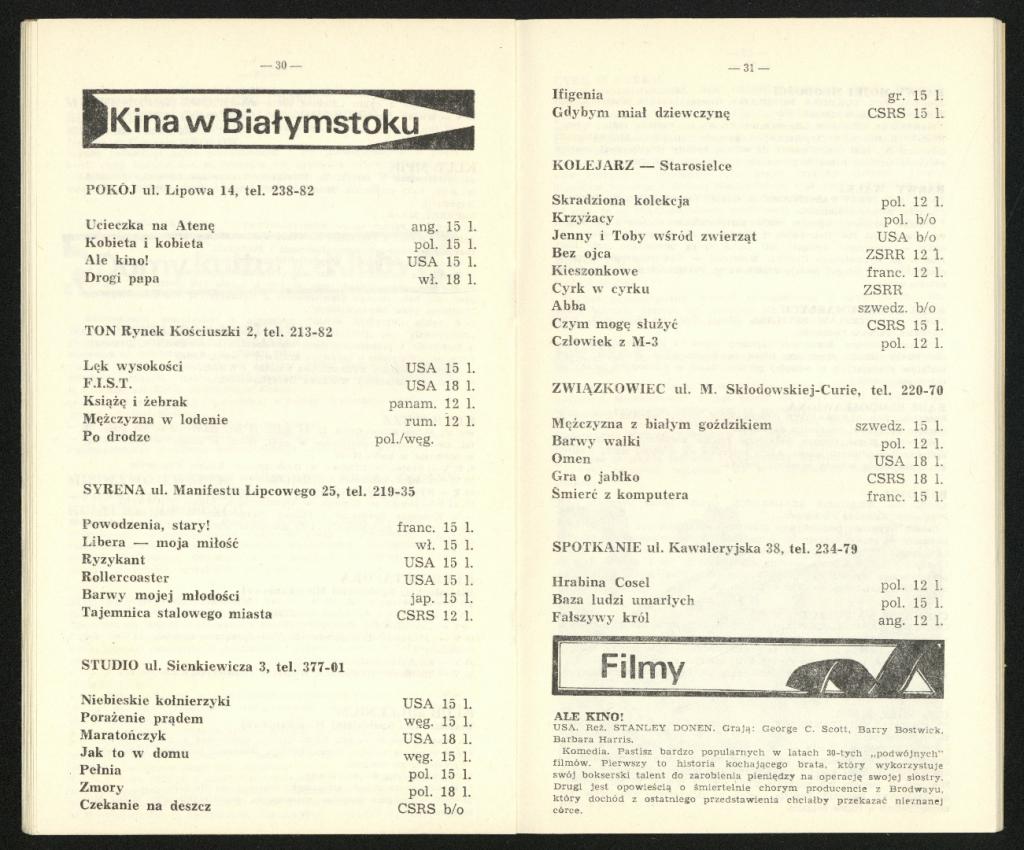 — 30 —
Kina w Białymstoku
POKÓJ ul. Lipowa 14, tel. 238-82
Ucieczka na Atenę ang. 15 l.
Kobieta i kobieta pol. 15 l.
Ale kino! USA 15 l.
Drogi papa wł. 18 l.
TON Rynek Kościuszki 2, tel. 213-82
Lęk wysokości USA 15 l.
F.I.S.T. USA 18 l.
Książę i żebrak panam. 12 l.
Mężczyzna w lodenie rum. 12 l.
Po drodze pol./węg.
SYRENA ul. Manifestu Lipcowego 25, tel. 219-35
Powodzenia, stary! franc. 15 l.
Libera — moja miłość wł. 15 l.
Ryzykant USA 15 l.
Rollercoaster USA 15 l.
Barwy mojej młodości jap. 15 l.
Tajemnica stalowego miasta CSRS 12 l.
STUDIO ul. Sienkiewicza 3, tel. 377-01
Niebieskie kołnierzyki USA 15 l.
Porażenie prądem węg. 15 l.
Maratończyk USA 18 l.
Jak to w domu węg. 15 l.
Pełnia pol. 15 l.
Zmory pol. 18 l.
Czekanie na deszcz CSRS b/o
— 31 —
Ifigenia gr. 15 l.
Gdybym miał dziewczynę CSRS 15 l.
KOLEJARZ — Starosielce
Skradziona kolekcja pol. 12 l.
Krzyżacy pol. b/o
Jenny i Toby wśród zwierząt USA b/o
Bez ojca ZSRR 12 l.
Kieszonkowe franc. 12 l.
Cyrk w cyrku ZSRR
Abba szwedz. b/o
Czym mogę służyć CSRS 15 l.
Człowiek z M-3 pol. 12 l.
ZWIĄZKOWIEC ul. M. Skłodowskiej-Curie, tel. 220-70
Mężczyzna z białym goździkiem szwedz. 15 l.
Barwy walki pol. 12 l.
Omen USA 18 l.
Gra o jabłko CSRS 18 l.
Śmierć z komputera franc. 15 l.
SPOTKANIE ul. Kawaleryjska 38, tel. 234-79
Hrabina Cosel pol. 12 l.
Baza ludzi umarłych pol. 15 l.
Fałszywy król ang. 12 l.
Filmy
ALE KINO!
USA. Reż. STANLEY DONEN. Grają: George C. Scott, Barry Bostwick,
Barbara Harris.
Komedia. Pastisz bardzo popularnych w latach 30-tych „podwójnych”
filmów. Pierwszy to historia kochającego brata, który wykorzystuje
swój bokserski talent do zarobienia pieniędzy na operację swojej siostry.
Drugi jest opowieścią o śmiertelnie chorym producencie z Brodwayu,
który dochód z ostatniego przedstawienia chciałby przekazać nieznanej
córce.